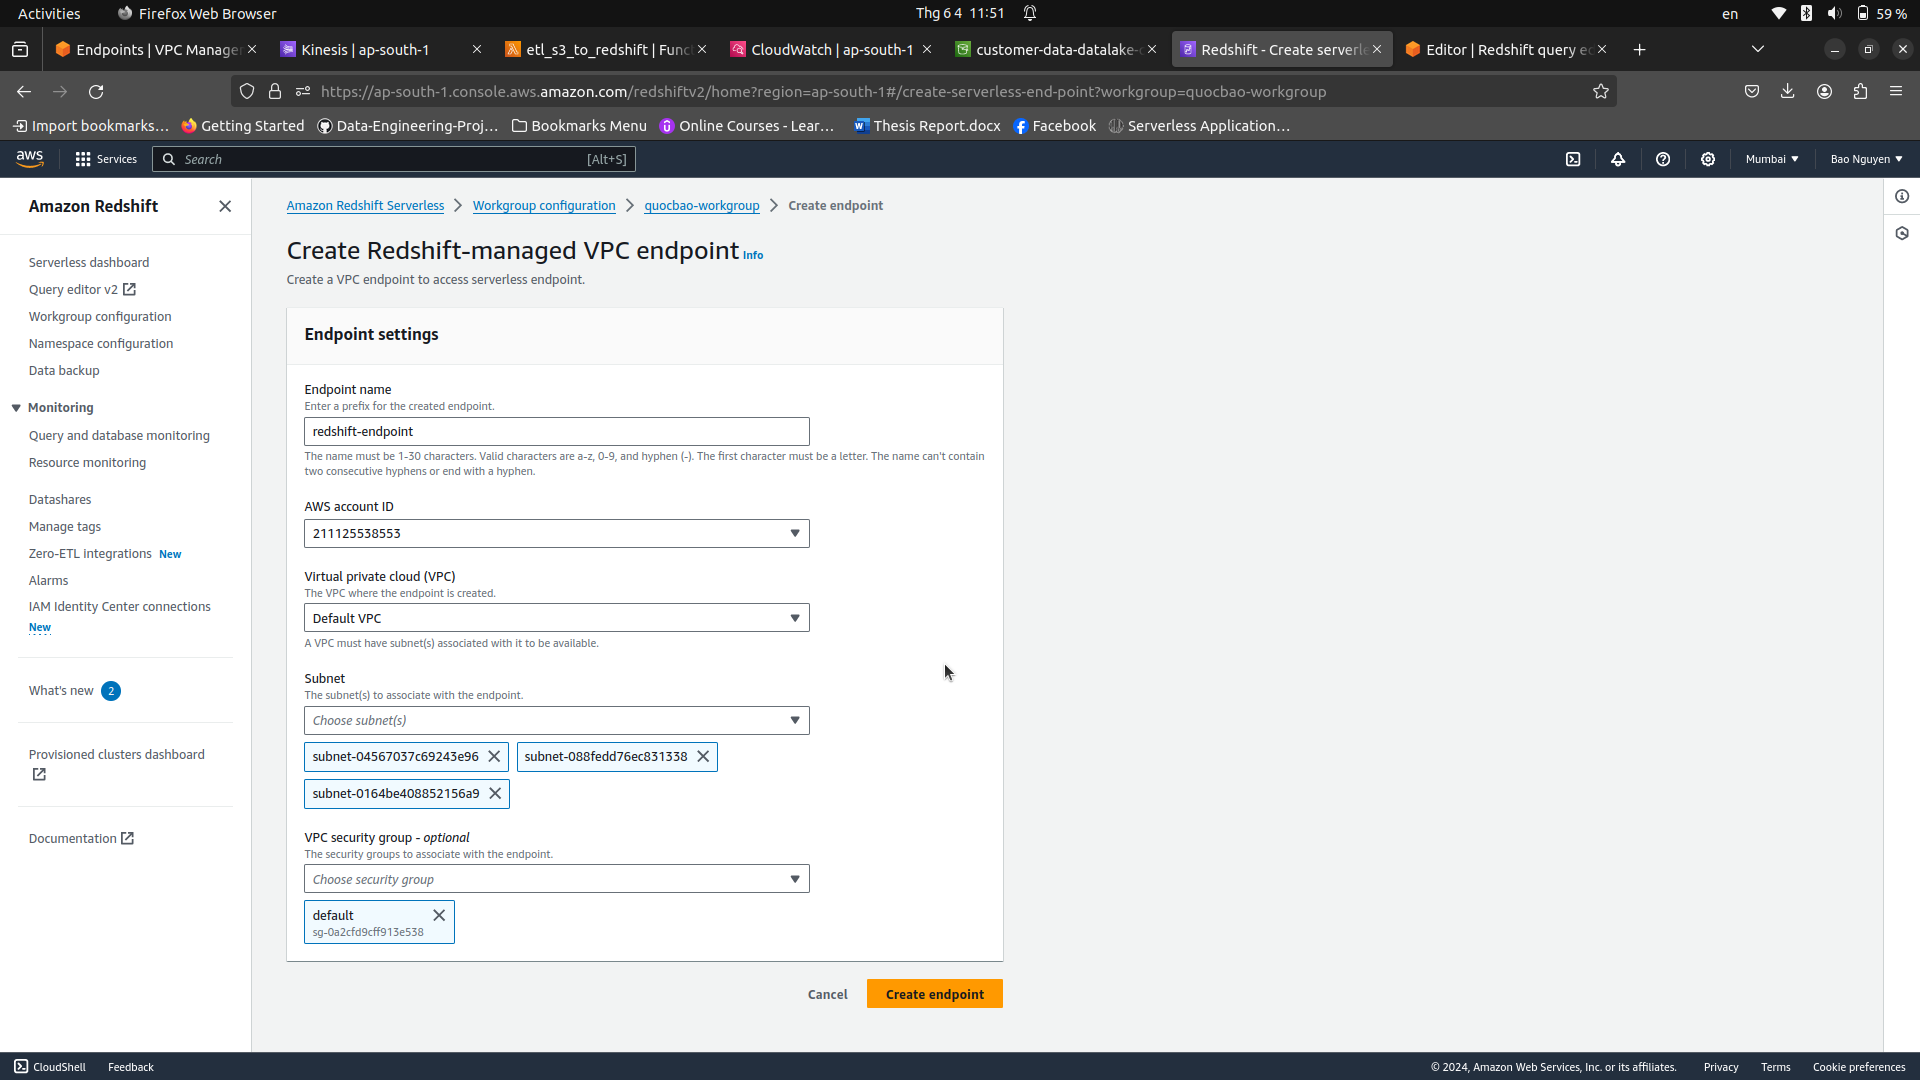 Activities
Firefox Web Browser
Thg 6 4 11:51
en
59 %
Endpoints | VPC Manager
Kinesis | ap-south-1
etl_s3_to_redshift | Func
CloudWatch | ap-south-1
customer-data-datalake-
Redshift - Create serverle
Editor | Redshift query ed
https://ap-south-1.console.aws.amazon.com/redshiftv2/home?region=ap-south-1#/create-serverless-end-point?workgroup=quocbao-workgroup
Import bookmarks...
Getting Started
Data-Engineering-Proj...
Bookmarks Menu
Online Courses - Lear...
Thesis Report.docx
Facebook
Serverless Application...
aws
Services
Search
[Alt+S]
Mumbai
Bao Nguyen
Amazon Redshift
Serverless dashboard
Query editor v2
Workgroup configuration
Namespace configuration
Data backup
Monitoring
Query and database monitoring
Resource monitoring
Datashares
Manage tags
Zero-ETL integrations New
Alarms
IAM Identity Center connections
New
What's new 2
Provisioned clusters dashboard
Documentation
Amazon Redshift Serverless
Workgroup configuration
quocbao-workgroup
Create endpoint
Create Redshift-managed VPC endpoint Info
Create a VPC endpoint to access serverless endpoint.
Endpoint settings
Endpoint name
Enter a prefix for the created endpoint.
redshift-endpoint
The name must be 1-30 characters. Valid characters are a-z, 0-9, and hyphen (-). The first character must be a letter. The name can't contain
two consecutive hyphens or end with a hyphen.
AWS account ID
211125538553
Virtual private cloud (VPC)
The VPC where the endpoint is created.
Default VPC
A VPC must have subnet(s) associated with it to be available.
Subnet
The subnet(s) to associate with the endpoint.
Choose subnet(s)
subnet-04567037c69243e96
subnet-088fedd76ec831338
subnet-0164be408852156a9
VPC security group - optional
The security groups to associate with the endpoint.
Choose security group
default
sg-0a2cfd9cff913e538
Cancel
Create endpoint
CloudShell
Feedback
© 2024, Amazon Web Services, Inc. or its affiliates.
Privacy
Terms
Cookie preferences